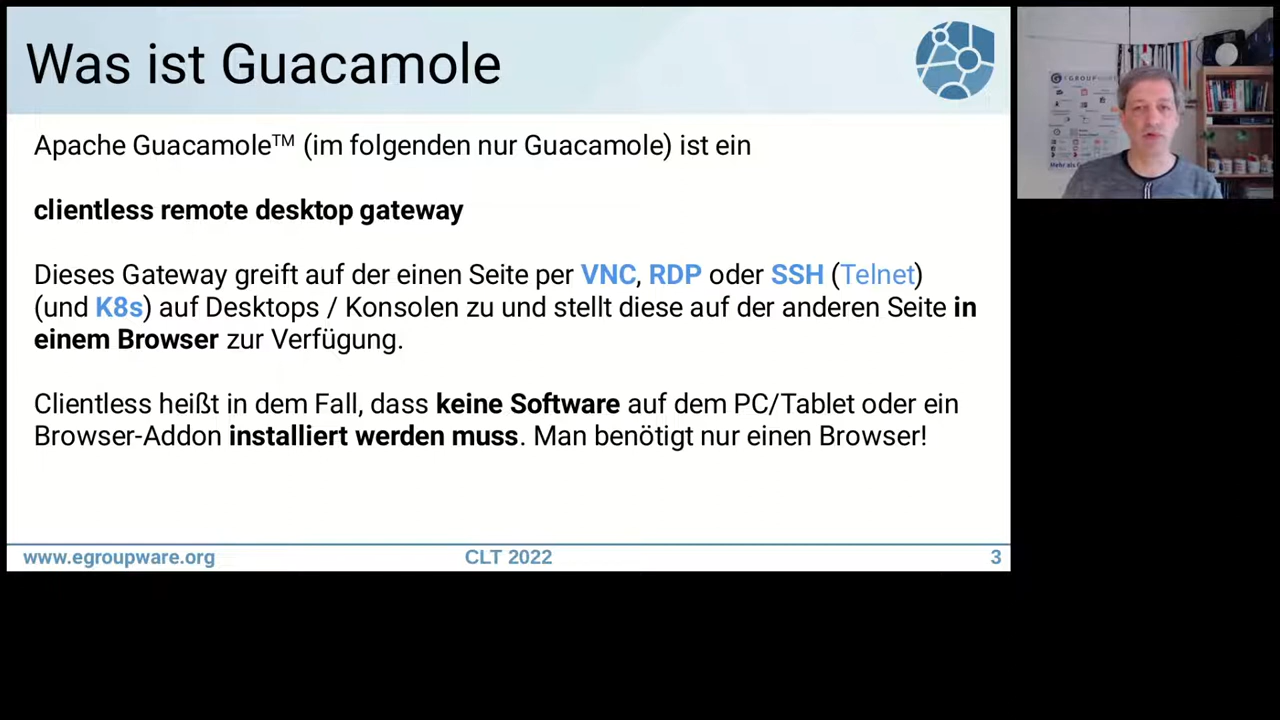 Was ist Guacamole
Apache Guacamole™ (im folgenden nur Guacamole) ist ein
clientless remote desktop gateway
Dieses Gateway greift auf der einen Seite per VNC, RDP oder SSH (Telnet)
(und K8s) auf Desktops / Konsolen zu und stellt diese auf der anderen Seite in
einem Browser zur Verfügung.
Clientless heißt in dem Fall, dass keine Software auf dem PC/Tablet oder ein
Browser-Addon installiert werden muss. Man benötigt nur einen Browser!
www.egroupware.org
CLT 2022
3